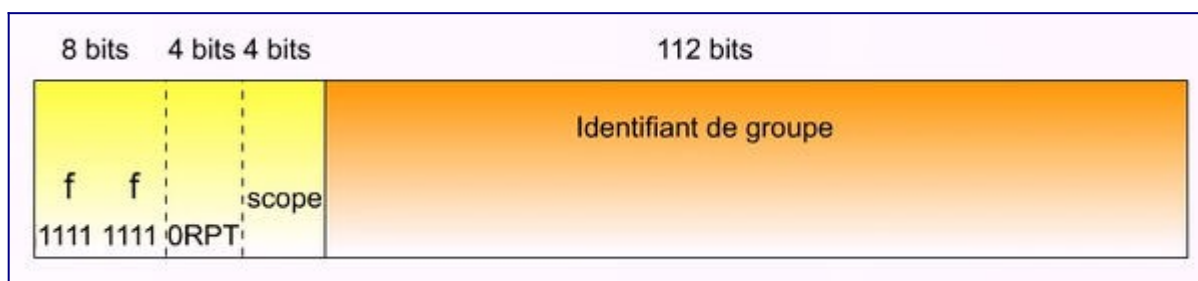 8 bits 4 bits 4 bits 112 bits
Identifiant de groupe
f f
scope
1111 1111 0RPT